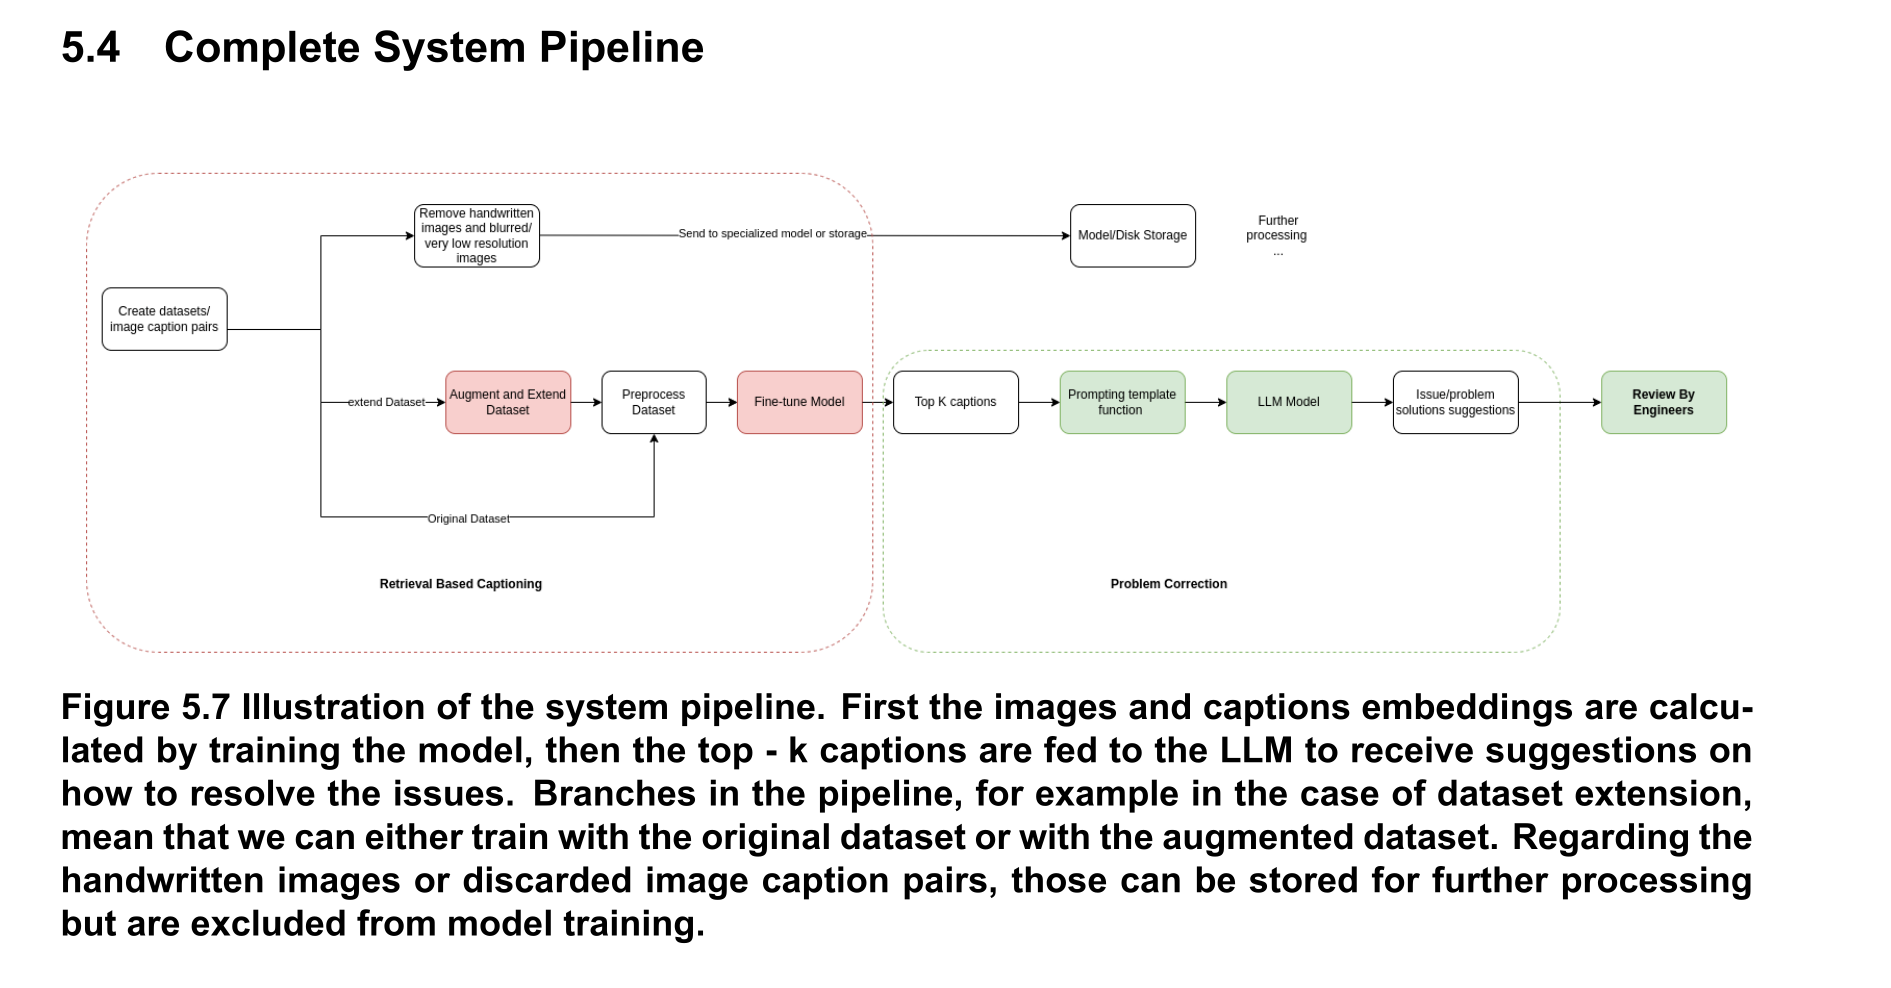 5.4 Complete System Pipeline
Remove handwritten
images and blurred/
very low resolution
images
Send to specialized model or storage
Model/Disk Storage
Further
processing
...
Create datasets/
image caption pairs
extend Dataset
Augment and Extend
Dataset
Preprocess
Dataset
Fine-tune Model
Top K captions
Prompting template
function
LLM Model
Issue/problem
solutions suggestions
Review By
Engineers
Original Dataset
Retrieval Based Captioning
Problem Correction
Figure 5.7 Illustration of the system pipeline. First the images and captions embeddings are calcu-
lated by training the model, then the top - k captions are fed to the LLM to receive suggestions on
how to resolve the issues. Branches in the pipeline, for example in the case of dataset extension,
mean that we can either train with the original dataset or with the augmented dataset. Regarding the
handwritten images or discarded image caption pairs, those can be stored for further processing
but are excluded from model training.